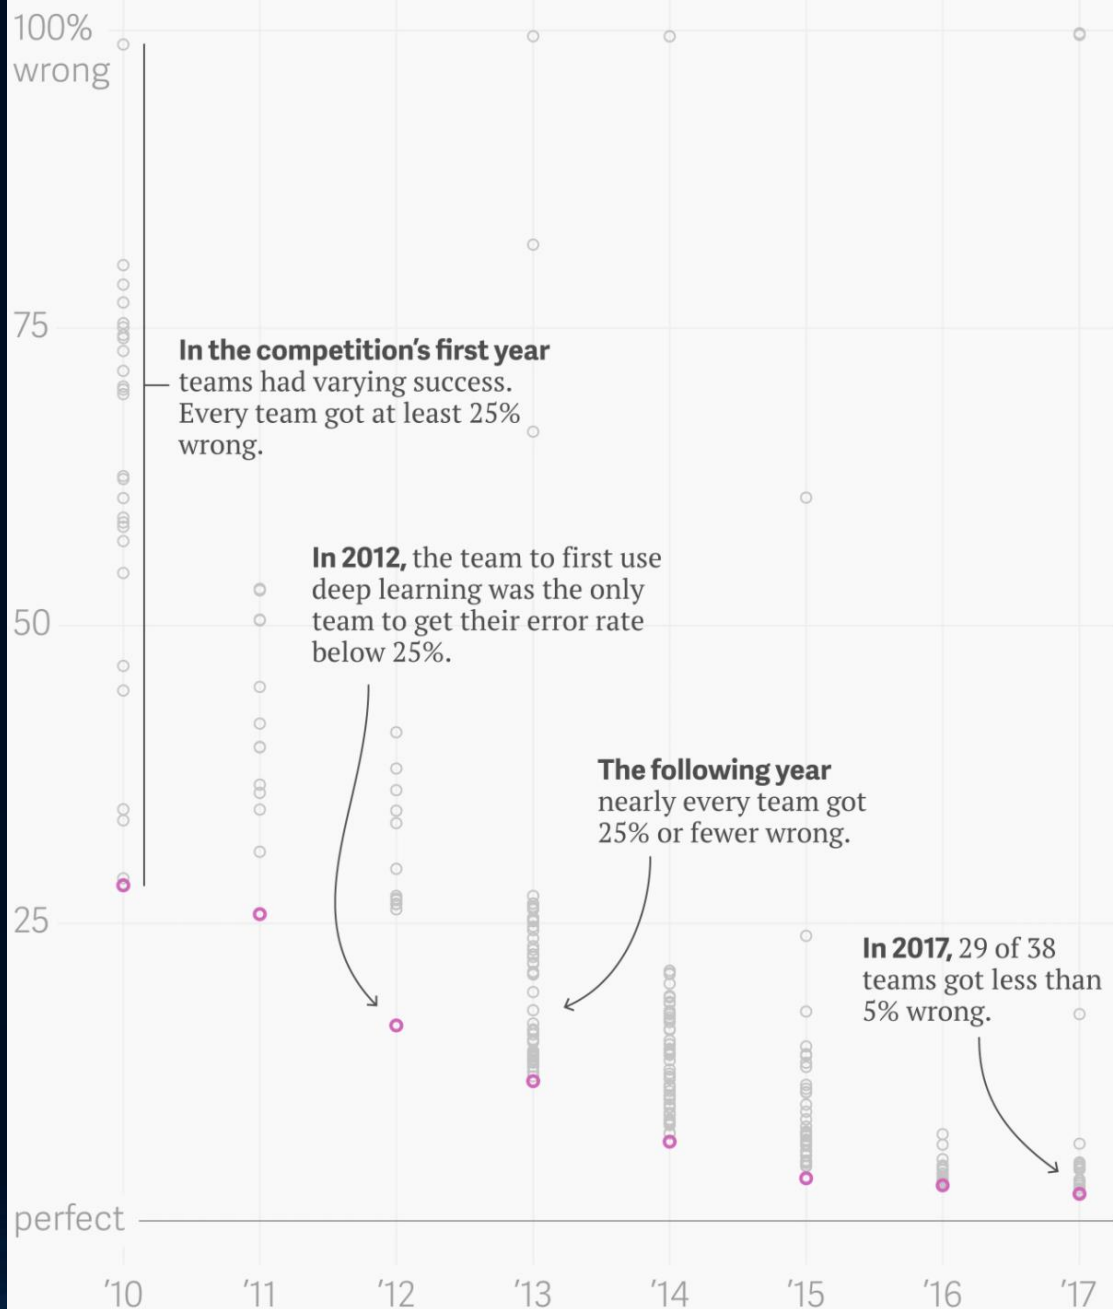 100%
wrong
75
In the competition's first year
teams had varying success.
Every team got at least 25%
wrong.
In 2012, the team to first use
deep learning was the only
team to get their error rate
below 25%.
50
The following year
nearly every team got
25% or fewer wrong.
25
In 2017, 29 of 38
teams got less than
5% wrong.
perfect
'10 '11 '12 '13 '14 '15 '16 '17